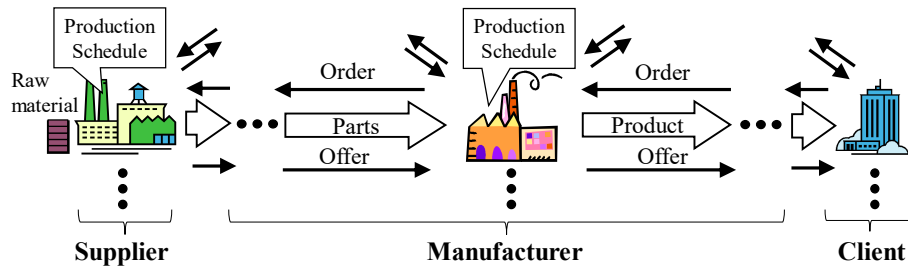 Production
Schedule
Production
Schedule
Raw
material
Order
Order
Parts
Product
Offer
Offer
Supplier
Manufacturer
Client